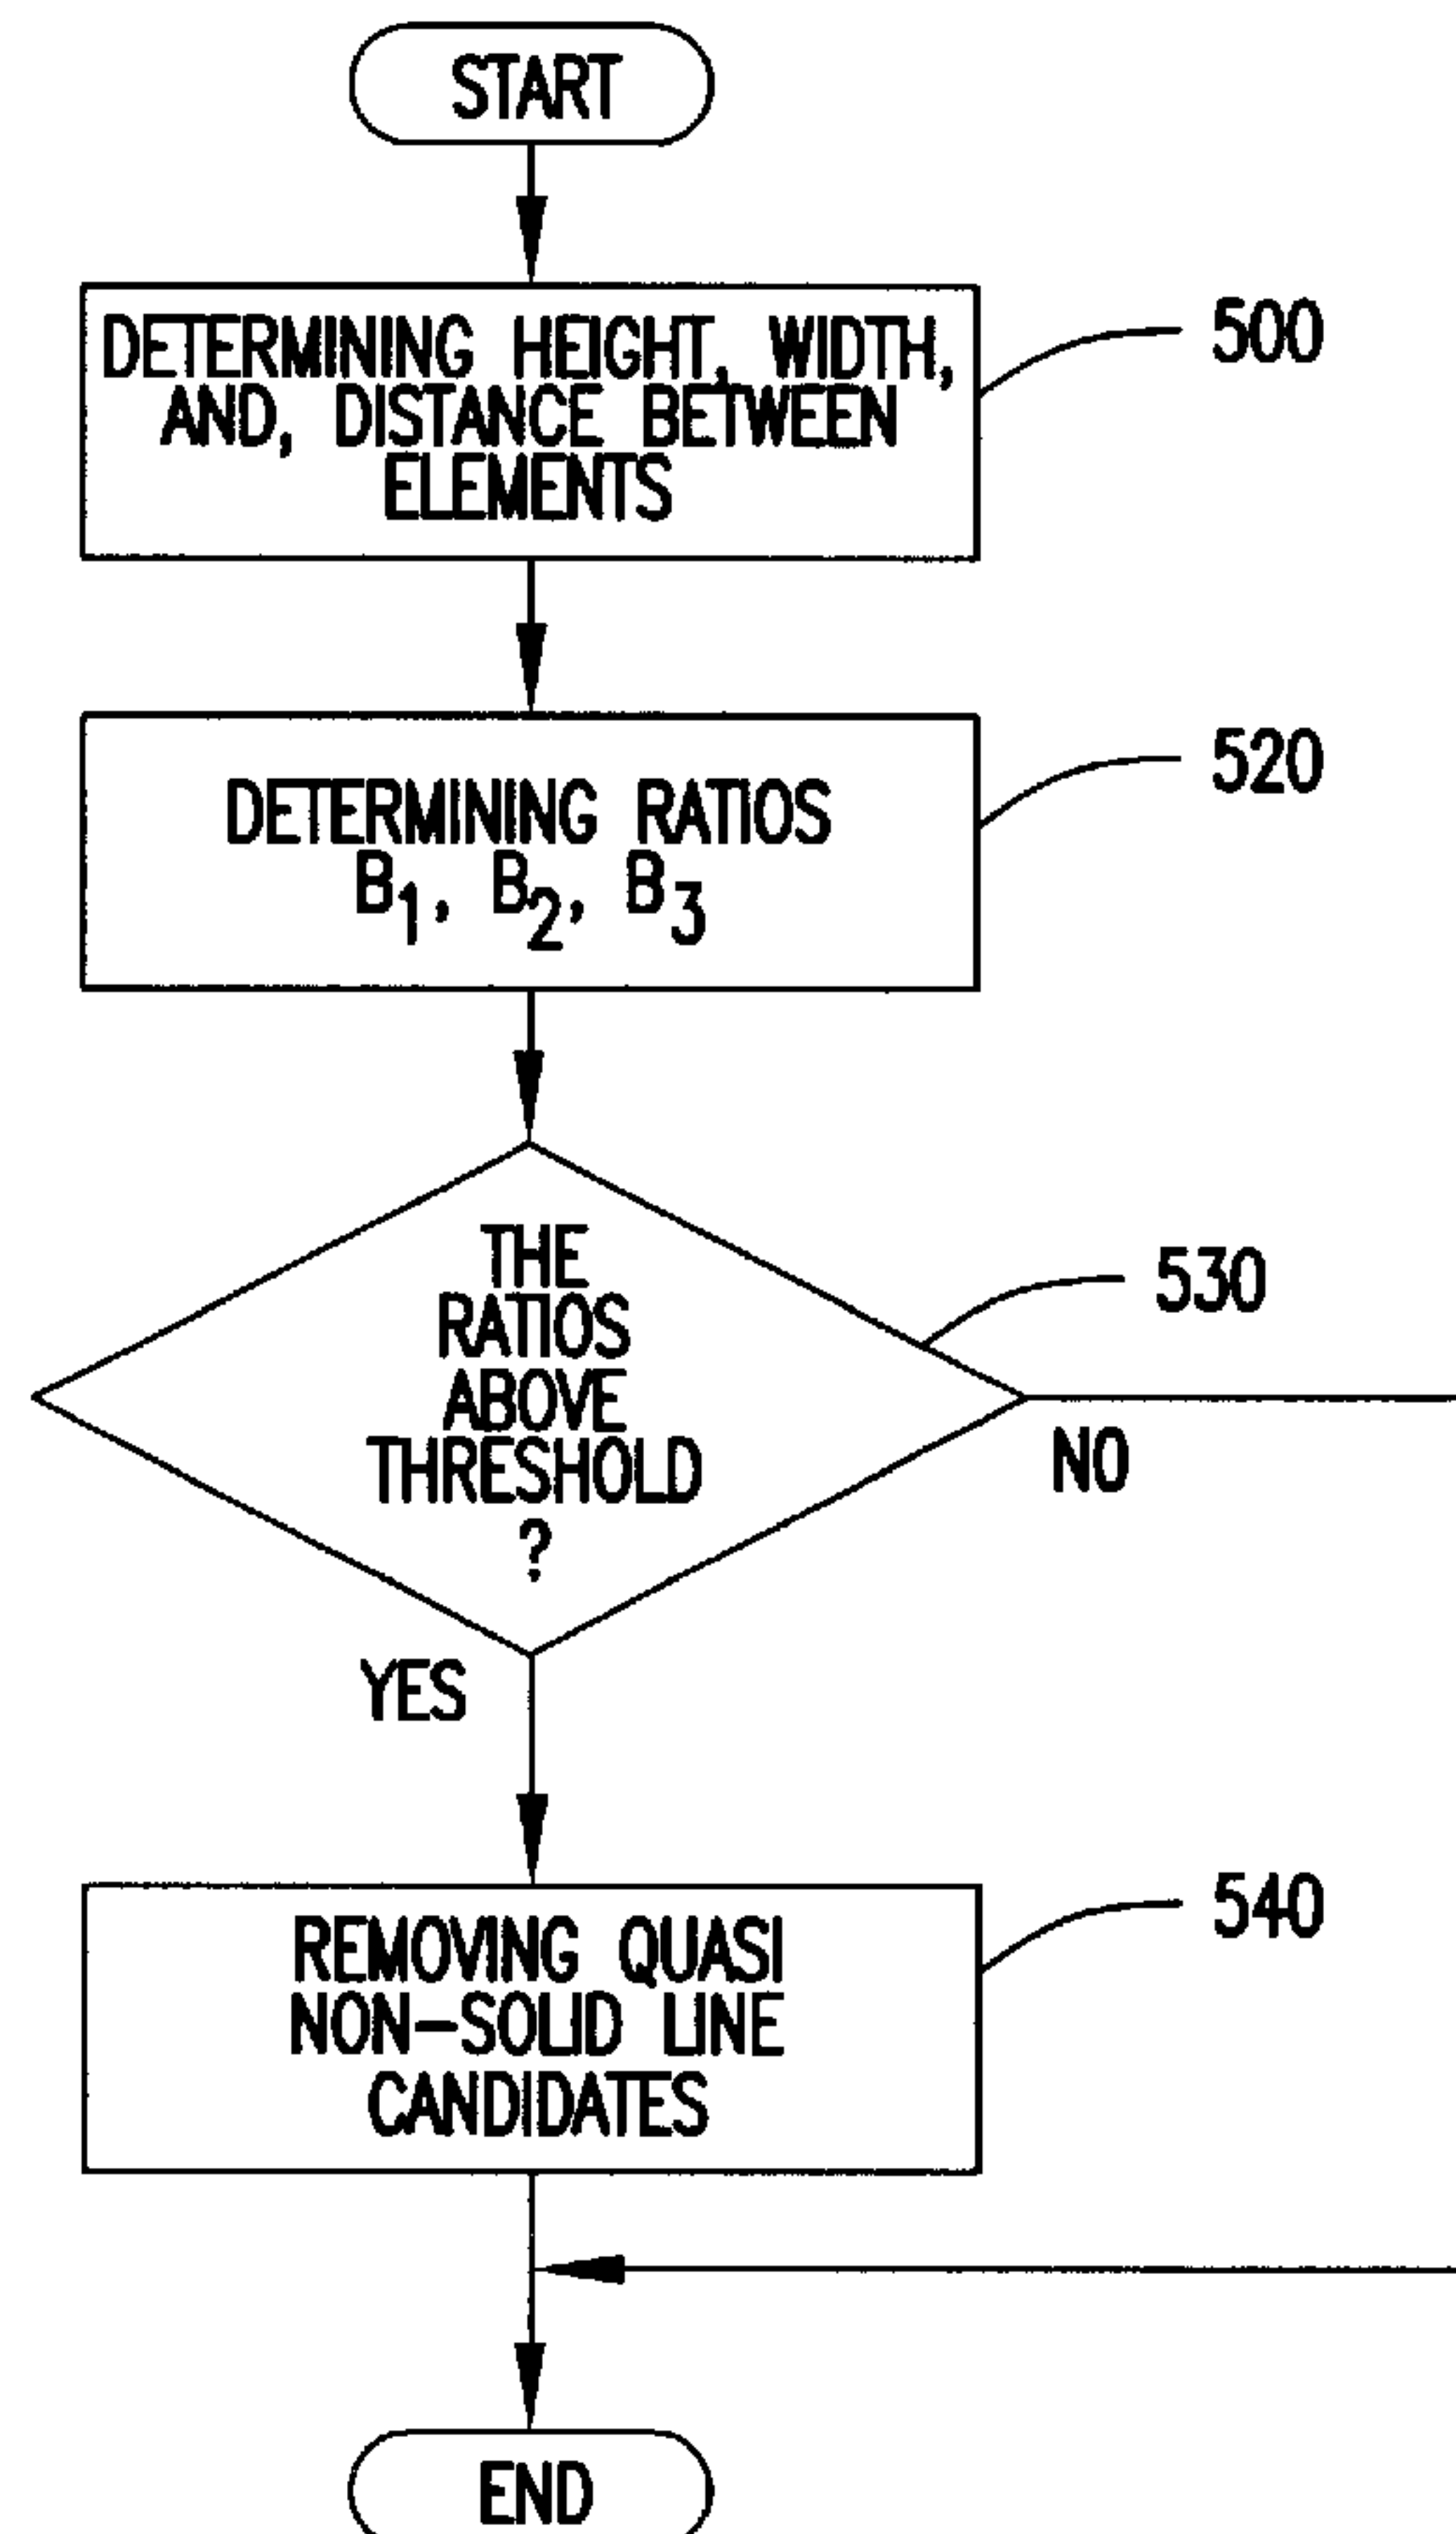 START
DETERMINING HEIGHT, WIDTH,
AND, DISTANCE BETWEEN
ELEMENTS
500
DETERMINING RATIOS
B1, B2, B3
520
THE
RATIOS
ABOVE
THRESHOLD
?
530
NO
YES
REMOVING QUASI
NON-SOLID LINE
CANDIDATES
540
END